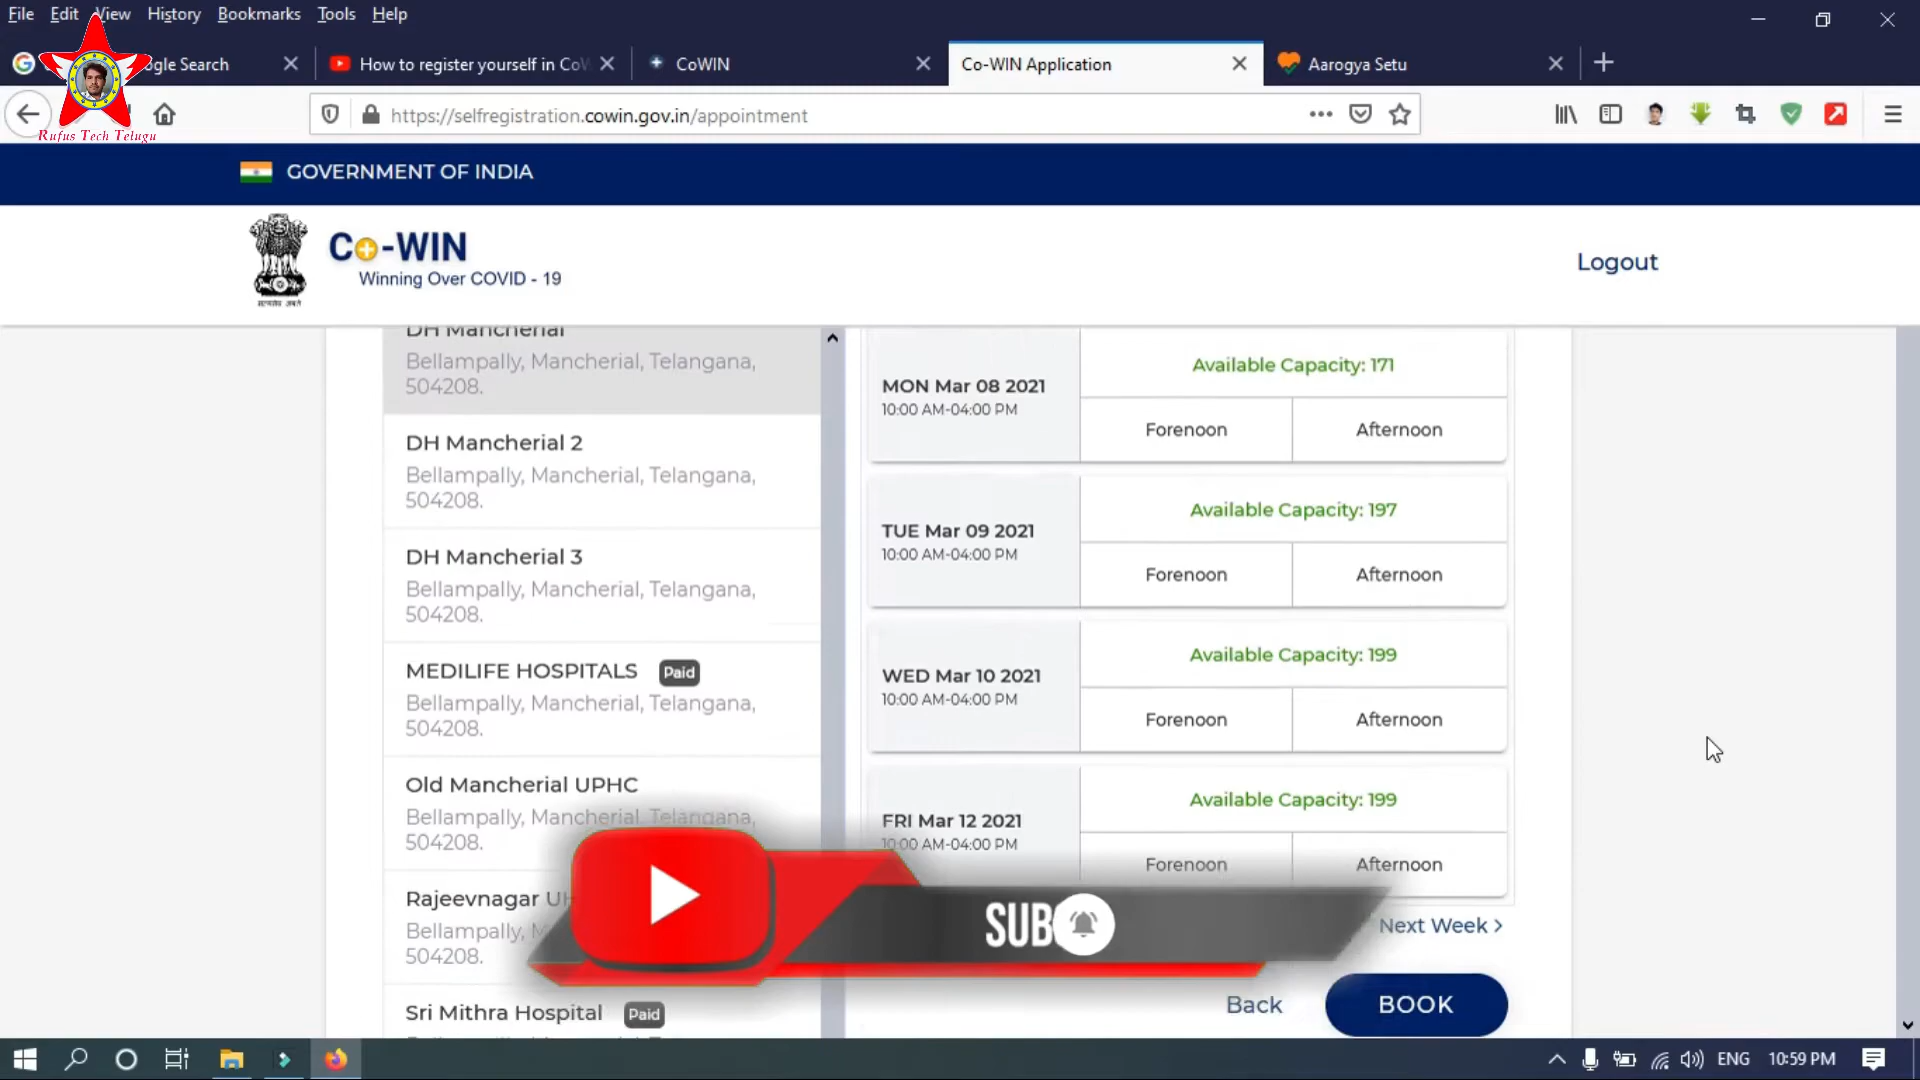 File Edit View History Bookmarks Tools Help
gle Search
How to register yourself in CoW
CoWIN
Co-WIN Application
Aarogya Setu
Rufus Tech Telugu
https://selfregistration.cowin.gov.in/appointment
GOVERNMENT OF INDIA
सत्यमेव जयते
Co-WIN
Winning Over COVID - 19
Logout
DH Mancherial
Bellampally, Mancherial, Telangana,
504208.
DH Mancherial 2
Bellampally, Mancherial, Telangana,
504208.
DH Mancherial 3
Bellampally, Mancherial, Telangana,
504208.
MEDILIFE HOSPITALS Paid
Bellampally, Mancherial, Telangana,
504208.
Old Mancherial UPHC
Bellampally, Mancherial, Telangana,
504208.
Rajeevnagar
Bellampally,
504208.
Sri Mithra Hospital Paid
MON Mar 08 2021
10:00 AM-04:00 PM
Available Capacity: 171
Forenoon Afternoon
TUE Mar 09 2021
10:00 AM-04:00 PM
Available Capacity: 197
Forenoon Afternoon
WED Mar 10 2021
10:00 AM-04:00 PM
Available Capacity: 199
Forenoon Afternoon
FRI Mar 12 2021
10:00 AM-04:00 PM
Available Capacity: 199
Forenoon Afternoon
SUB
Next Week >
Back
BOOK
ENG 10:59 PM